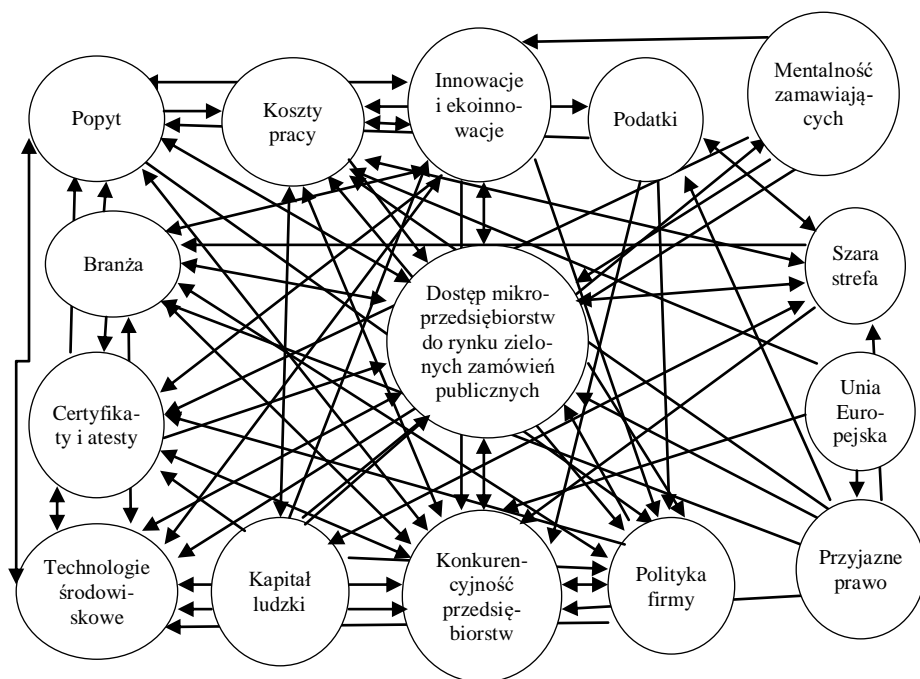 Popyt
Koszty
pracy
Innowacje
i ekoinno-
wacje
Podatki
Mentalność
zamawiają-
cych
Branża
Dostęp mikro-
przedsiębiorstw
do rynku zielo-
nych zamówień
publicznych
Szara
strefa
Certyfika-
ty i atesty
Unia
Euro-
pejska
Technologie
środowi-
skowe
Kapitał
ludzki
Konkuren-
cyjność
przedsię-
biorstw
Polityka
firmy
Przyjazne
prawo